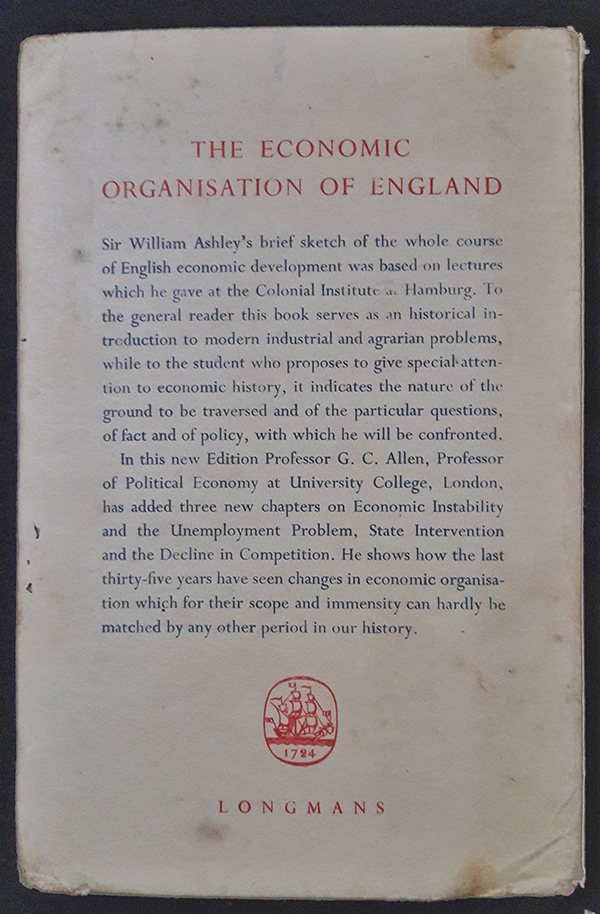 THE ECONOMIC
ORGANISATION OF ENGLAND
Sir William Ashley's brief sketch of the whole course
of English economic development was based on lectures
which he gave at the Colonial Institute at Hamburg. To
the general reader this book serves as an historical in-
troduction to modern industrial and agrarian problems,
while to the student who proposes to give special atten-
tion to economic history, it indicates the nature of the
ground to be traversed and of the particular questions,
of fact and of policy, with which he will be confronted.
In this new Edition Professor G. C. Allen, Professor
of Political Economy at University College, London,
has added three new chapters on Economic Instability
and the Unemployment Problem, State Intervention
and the Decline in Competition. He shows how the last
thirty-five years have seen changes in economic organisa-
tion which for their scope and immensity can hardly be
matched by any other period in our history.
1724
LONGMANS